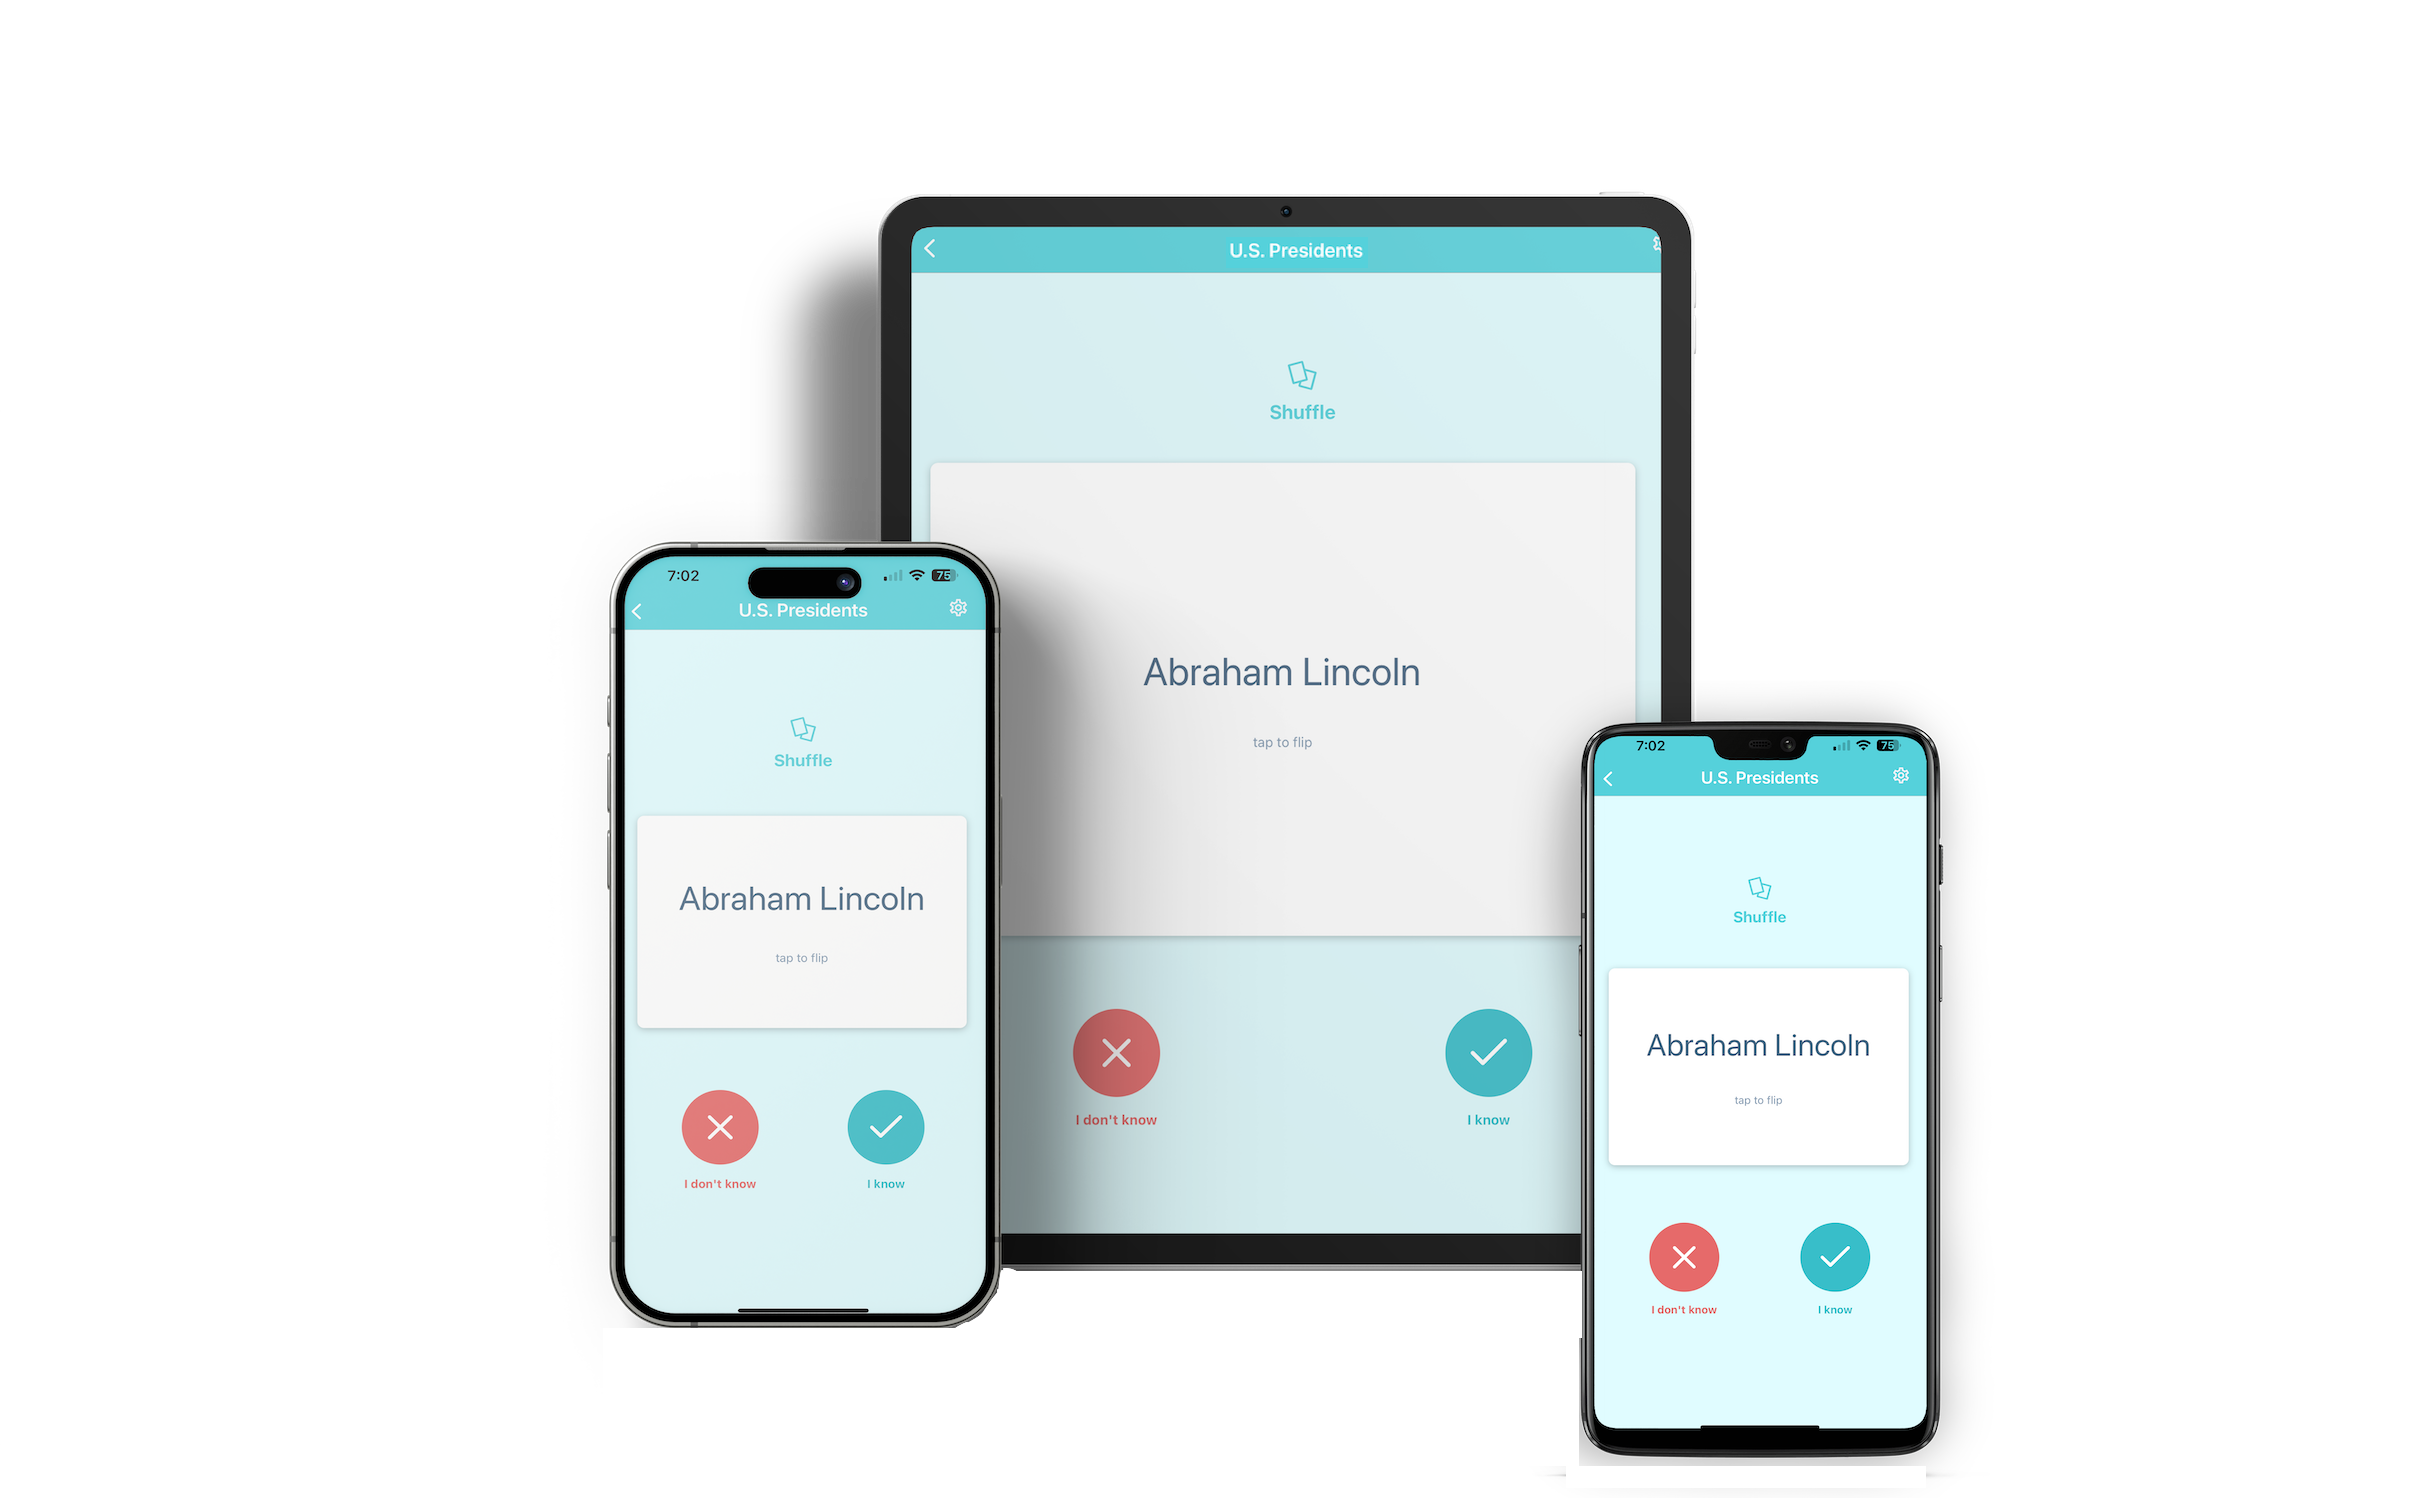 U.S. Presidents
Shuffle
Abraham Lincoln
tap to flip
I don't know
I know
7:02
75
U.S. Presidents
Shuffle
Abraham Lincoln
tap to flip
I don't know
I know
7:02
75
U.S. Presidents
Shuffle
Abraham Lincoln
tap to flip
I don't know
I know